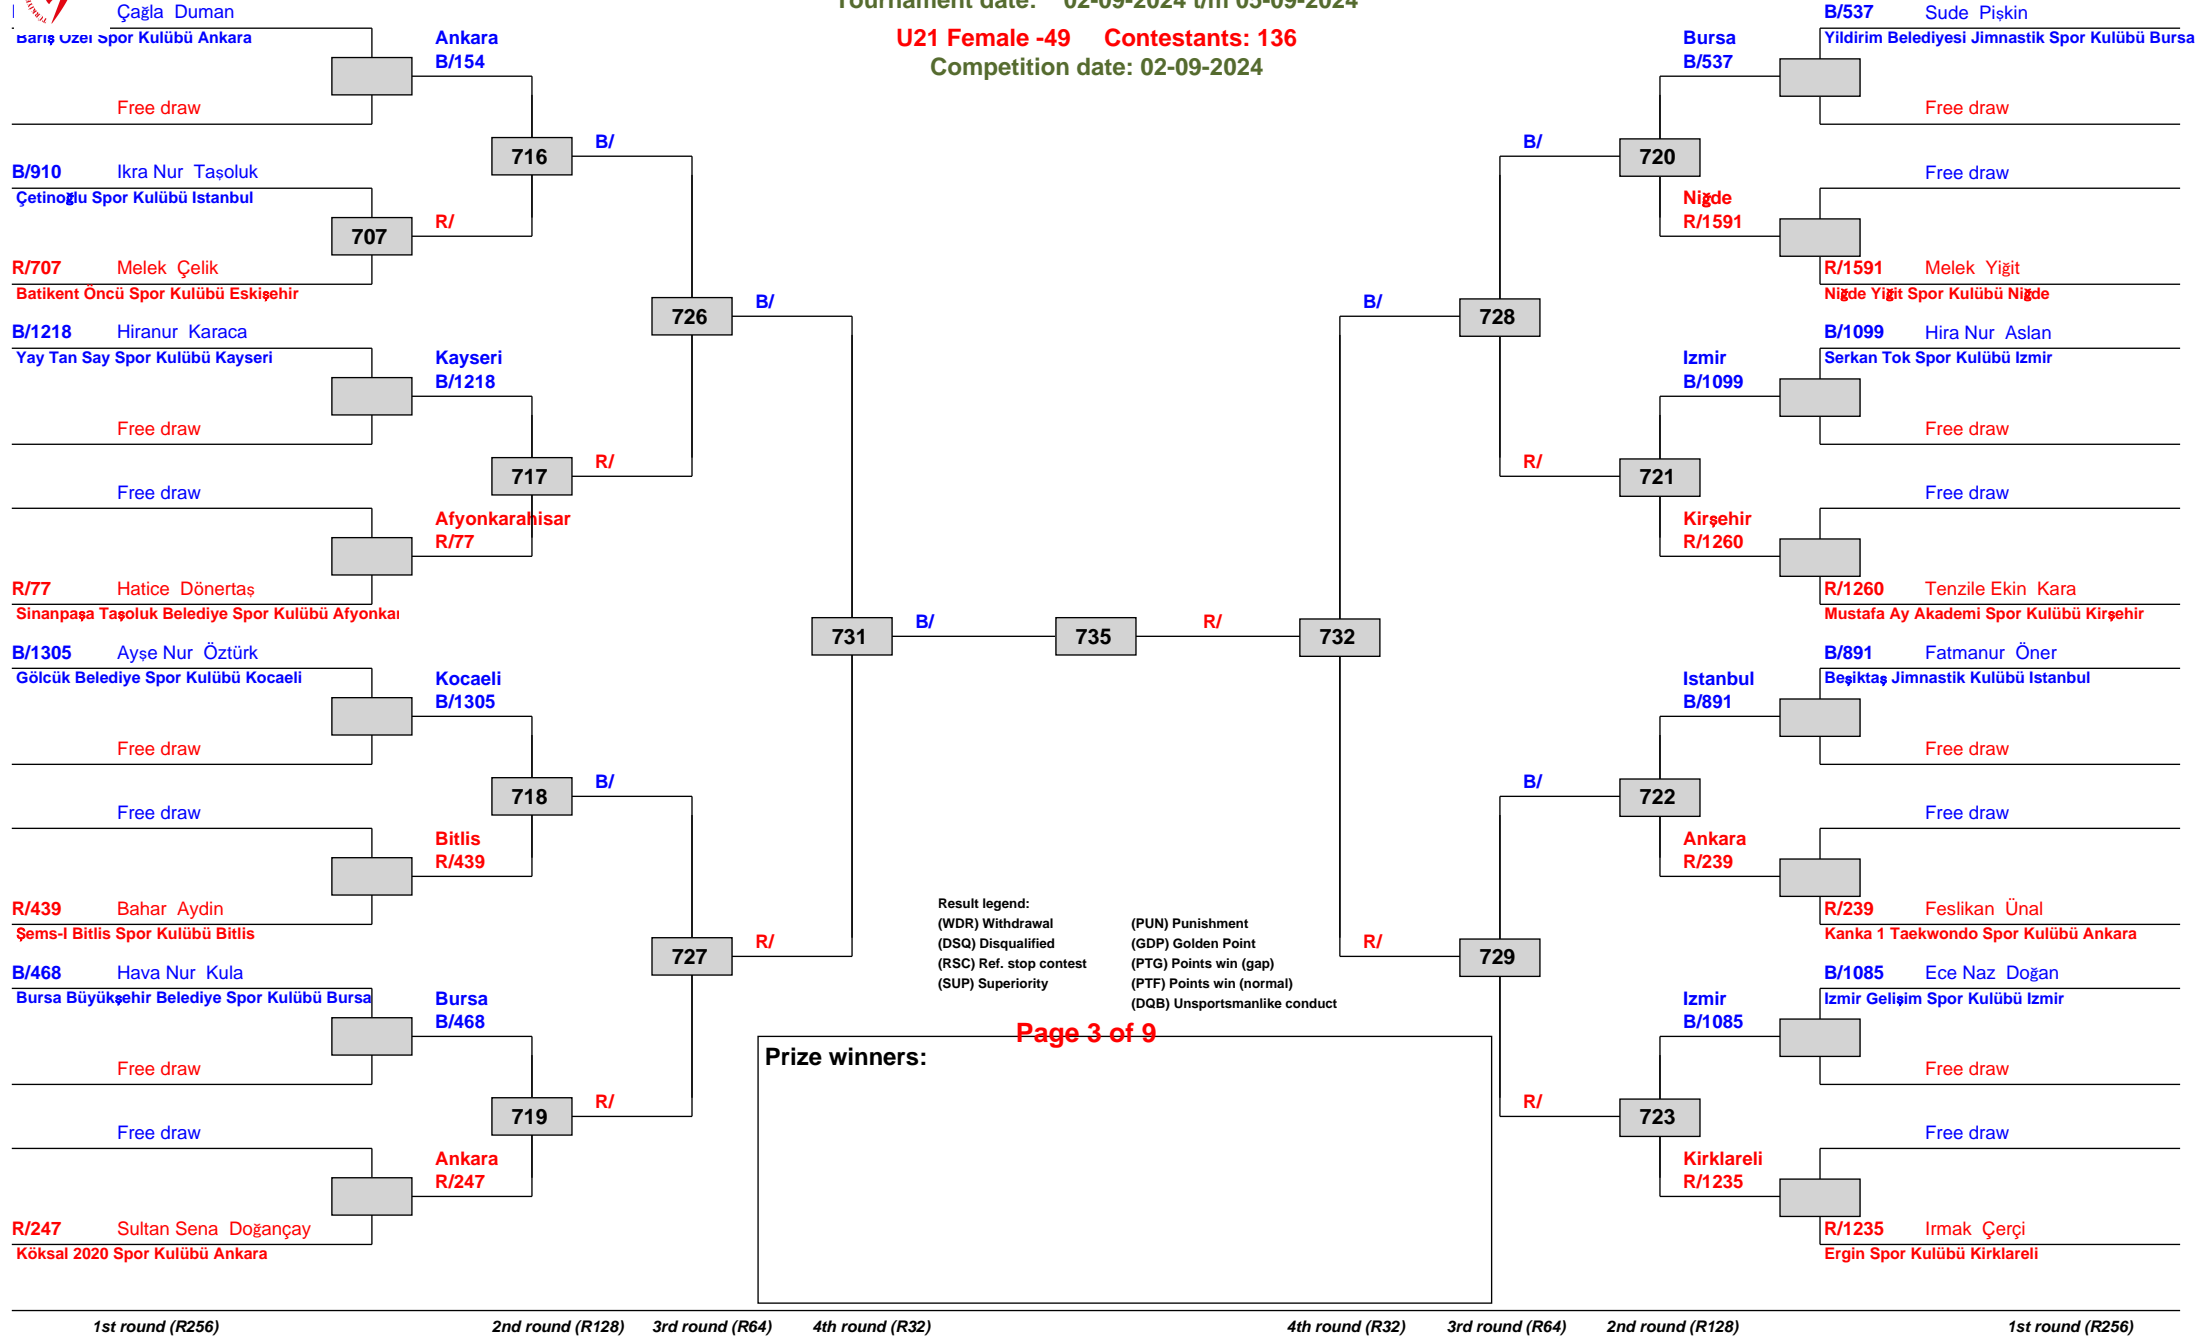 Tournament date: 02-09-2024 t/m 05-09-2024
U21 Female -49 Contestants: 136
Competition date: 02-09-2024
Çağla Duman
Barış Özel Spor Kulübü Ankara
Free draw
B/910 Ikra Nur Taşoluk
Çetinoğlu Spor Kulübü Istanbul
R/707 Melek Çelik
Batikent Öncü Spor Kulübü Eskişehir
B/1218 Hiranur Karaca
Yay Tan Say Spor Kulübü Kayseri
Free draw
Free draw
R/77 Hatice Dönertaş
Sinanpaşa Taşoluk Belediye Spor Kulübü Afyonkar
B/1305 Ayşe Nur Öztürk
Gölcük Belediye Spor Kulübü Kocaeli
Free draw
Free draw
R/439 Bahar Aydin
Şems-I Bitlis Spor Kulübü Bitlis
B/468 Hava Nur Kula
Bursa Büyükşehir Belediye Spor Kulübü Bursa
Free draw
Free draw
R/247 Sultan Sena Doğançay
Köksal 2020 Spor Kulübü Ankara
Ankara
B/154
707
R/
Kayseri
B/1218
Afyonkarahisar
R/77
Kocaeli
B/1305
Bitlis
R/439
Bursa
B/468
Ankara
R/247
716
B/
717
R/
718
B/
719
R/
726
B/
727
R/
731
B/
735
R/
732
B/
728
R/
729
B/
720
R/
721
B/
722
R/
723
Bursa
B/537
Niğde
R/1591
Izmir
B/1099
Kirşehir
R/1260
Istanbul
B/891
Ankara
R/239
Izmir
B/1085
Kirklareli
R/1235
B/537 Sude Pişkin
Yildirim Belediyesi Jimnastik Spor Kulübü Bursa
Free draw
Free draw
R/1591 Melek Yiğit
Niğde Yiğit Spor Kulübü Niğde
B/1099 Hira Nur Aslan
Serkan Tok Spor Kulübü Izmir
Free draw
Free draw
R/1260 Tenzile Ekin Kara
Mustafa Ay Akademi Spor Kulübü Kirşehir
B/891 Fatmanur Öner
Beşiktaş Jimnastik Kulübü Istanbul
Free draw
Free draw
R/239 Feslikan Ünal
Kanka 1 Taekwondo Spor Kulübü Ankara
B/1085 Ece Naz Doğan
Izmir Gelişim Spor Kulübü Izmir
Free draw
Free draw
R/1235 Irmak Çerçi
Ergin Spor Kulübü Kirklareli
Result legend:
(WDR) Withdrawal (PUN) Punishment
(DSQ) Disqualified (GDP) Golden Point
(RSC) Ref. stop contest (PTG) Points win (gap)
(SUP) Superiority (PTF) Points win (normal)
(DQB) Unsportsmanlike conduct
Page 3 of 9
Prize winners:
1st round (R256) 2nd round (R128) 3rd round (R64) 4th round (R32) 4th round (R32) 3rd round (R64) 2nd round (R128) 1st round (R256)